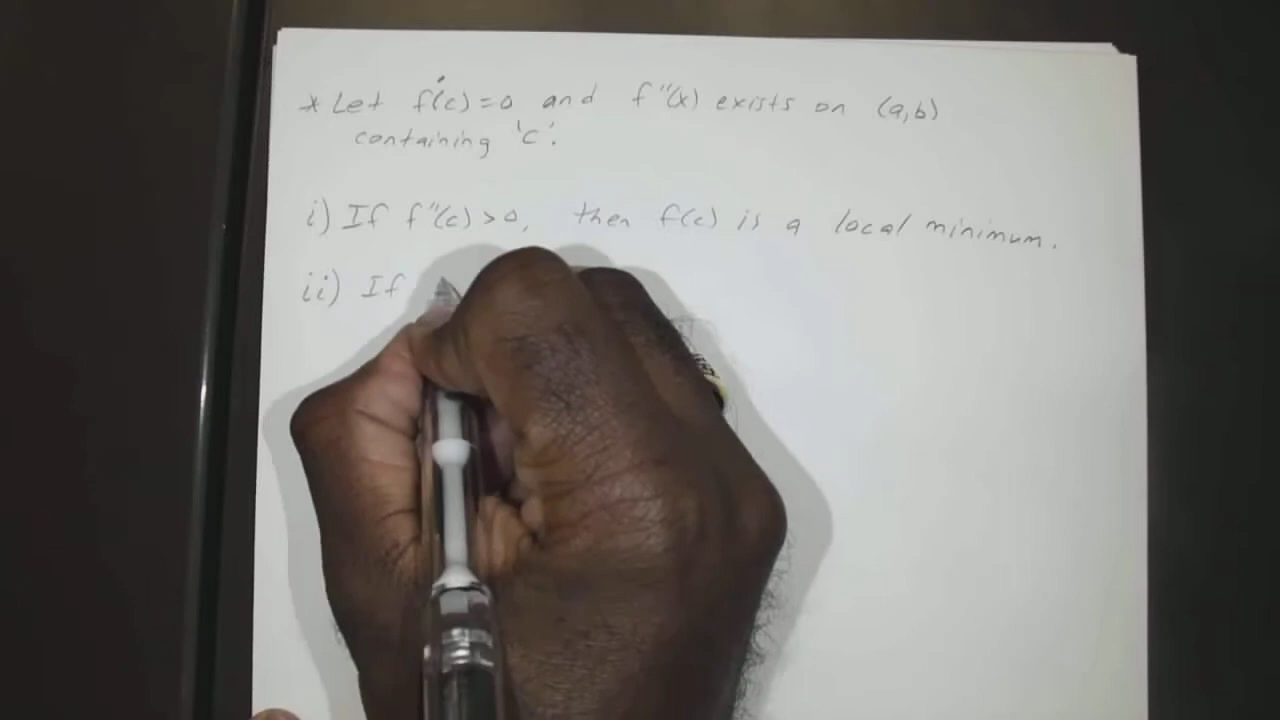 * Let f'(c) = 0 and f"(x) exists on (a,b)
containing 'c'.
i) If f"(c) > 0, then f(c) is a local minimum.
ii) If